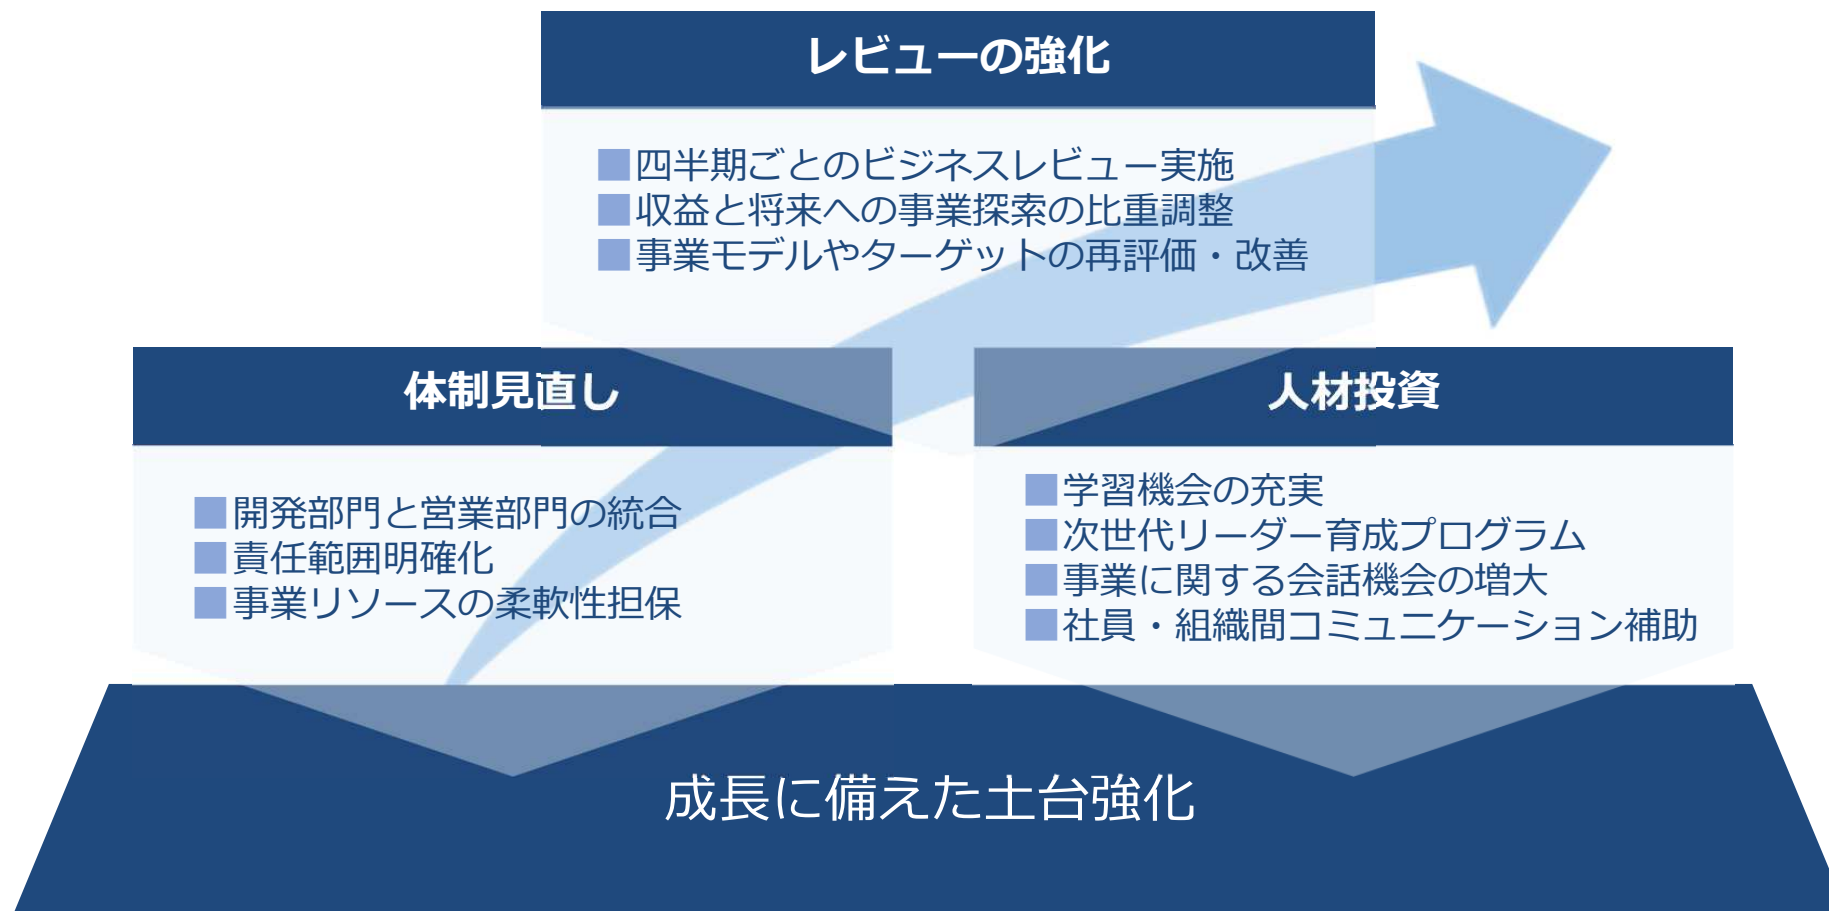 レビューの強化
■四半期ごとのビジネスレビュー実施
■収益と将来への事業探索の比重調整
■事業モデルやターゲットの再評価・改善
体制見直し
■開発部門と営業部門の統合
■責任範囲明確化
■事業リソースの柔軟性担保
人材投資
■学習機会の充実
■次世代リーダー育成プログラム
■事業に関する会話機会の増大
■社員・組織間コミュニケーション補助
成長に備えた土台強化